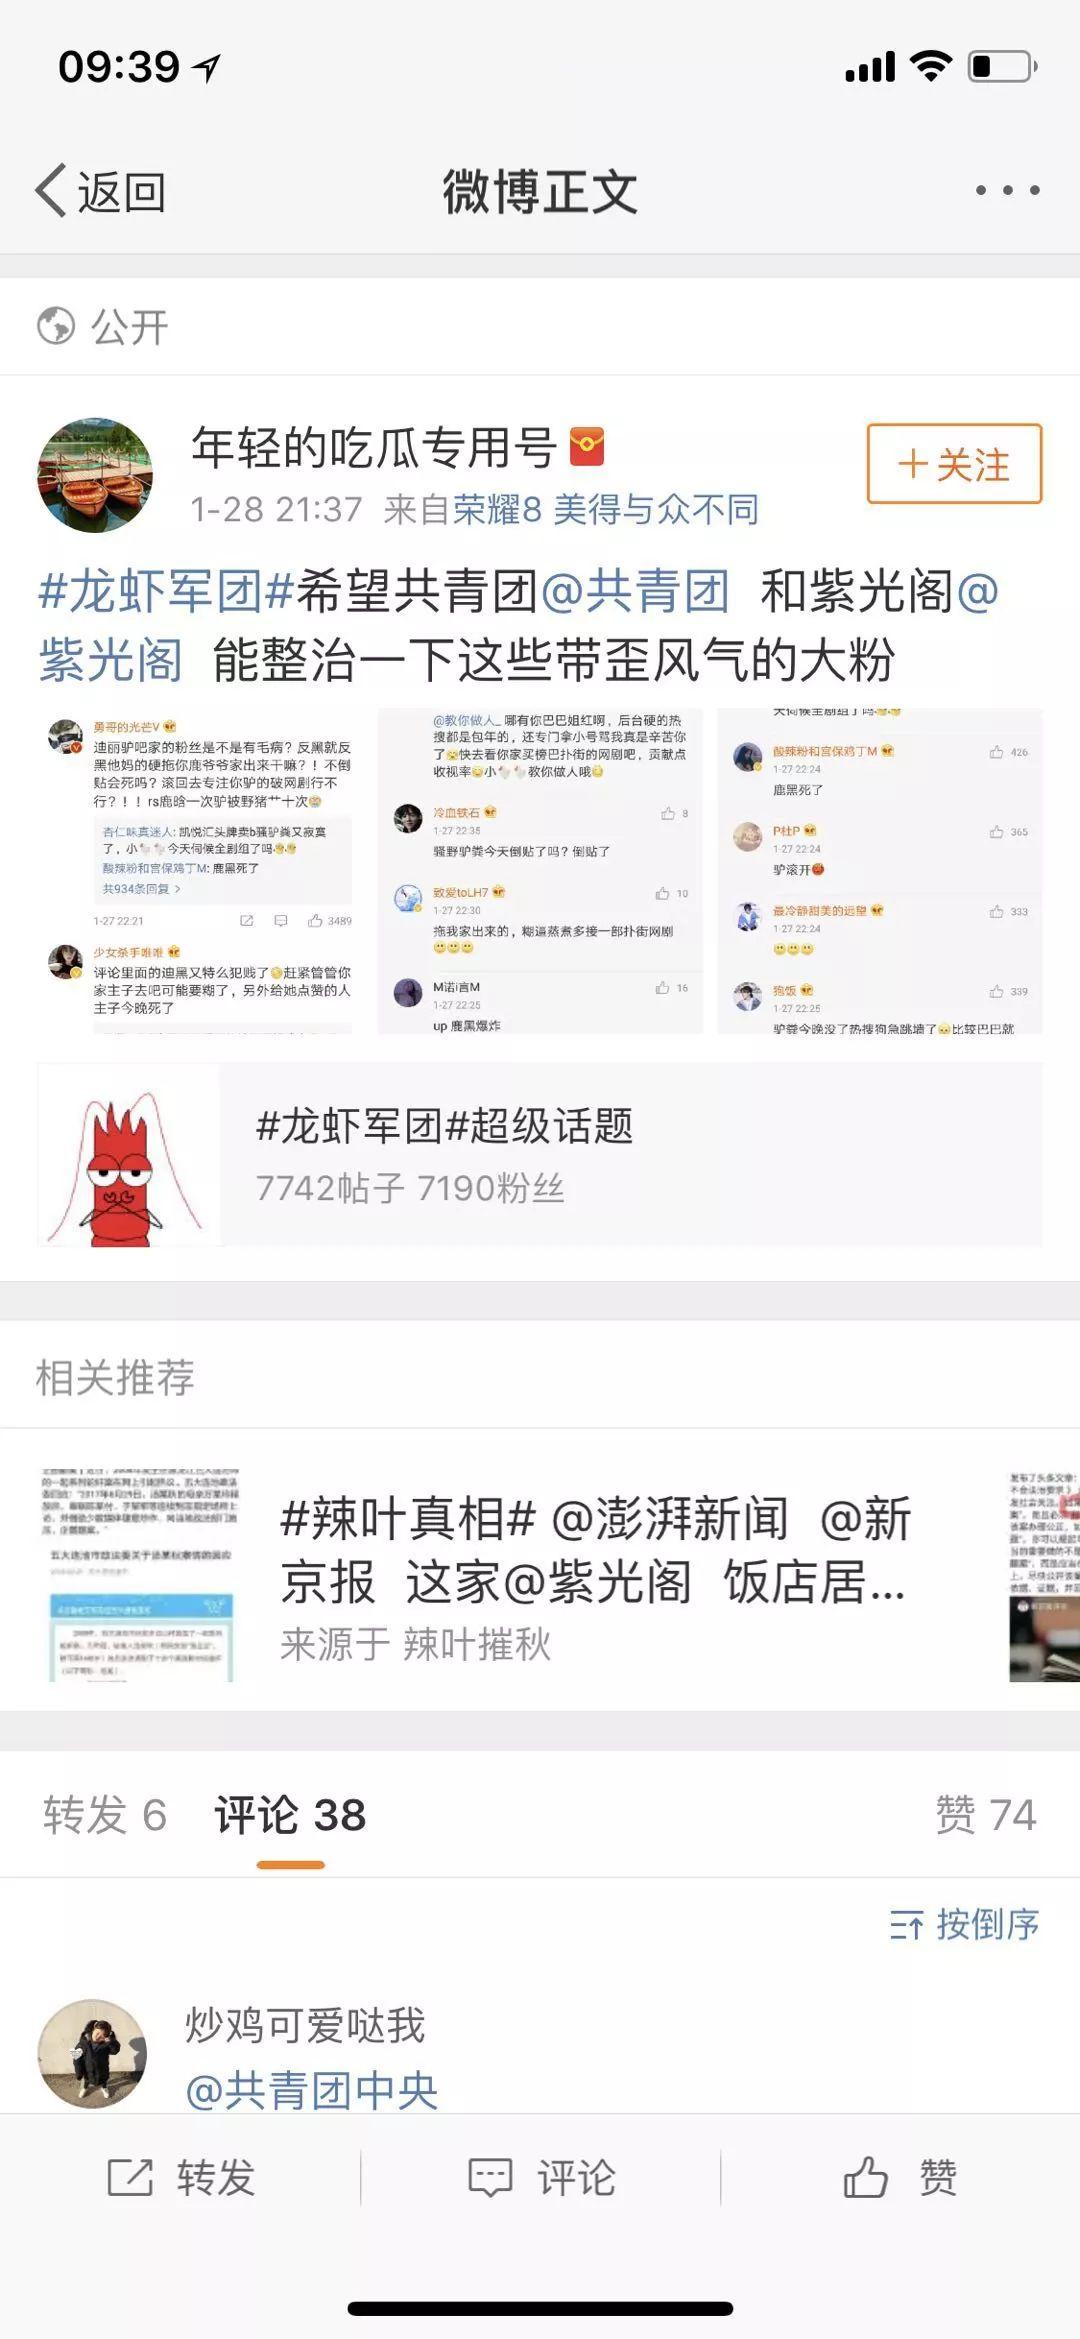 09:39
返回
微博正文
公开
年轻的吃瓜专用号
+关注
1-28 21:37 来自荣耀8 美得与众不同
#龙虾军团#希望共青团@共青团 和紫光阁@
紫光阁 能整治一下这些带歪风气的大粉
勇哥的光芒V
迪丽驴吧家的粉丝是不是有毛病？反黑就反
黑他妈的硬拖你鹿爷爷家出来干嘛？！不倒
贴会死吗？滚回去专注你驴的破网剧行不
行？！！rs鹿晗一次驴被野猪艹十次
杏仁味真迷人: 凯悦汇头牌卖b骚驴粪又寂寞
了，小 今天伺候全剧组了吗
酸辣粉和宫保鸡丁M: 鹿黑死了
共934条回复 >
1-27 22:21
3489
少女杀手唯唯
评论里面的迪黑又特么犯贱了 赶紧管管你
家主子去吧可能要糊了，另外给她点赞的人
主子今晚死了
@教你做人_ 哪有你巴巴姐红啊，后台硬的热
搜都是包年的，还专门拿小号骂我真是辛苦你
了 快去看你家买榜巴扑街的网剧吧，贡献点
收视率 小 教你做人哦
冷血铁石
8
1-27 22:35
骚野驴粪今天倒贴了吗？倒贴了
致爱toLH7
10
1-27 22:30
拖我家出来的，糊逼蒸煮多接一部扑街网剧
M诺i言M
16
1-27 22:25
up 鹿黑爆炸
天伺候全剧组了吗
酸辣粉和宫保鸡丁M
426
1-27 22:24
鹿黑死了
P杜P
365
1-27 22:24
驴滚开
最冷静甜美的远望
333
1-27 22:24
狍饭
339
1-27 22:25
驴粪今晚没了热搜狗急跳墙了 比较巴巴就
#龙虾军团#超级话题
7742帖子 7190粉丝
相关推荐
#辣叶真相# @澎湃新闻 @新
京报 这家@紫光阁 饭店居...
来源于 辣叶摧秋
转发 6
评论 38
赞 74
按倒序
炒鸡可爱哒我
@共青团中央
转发
评论
赞